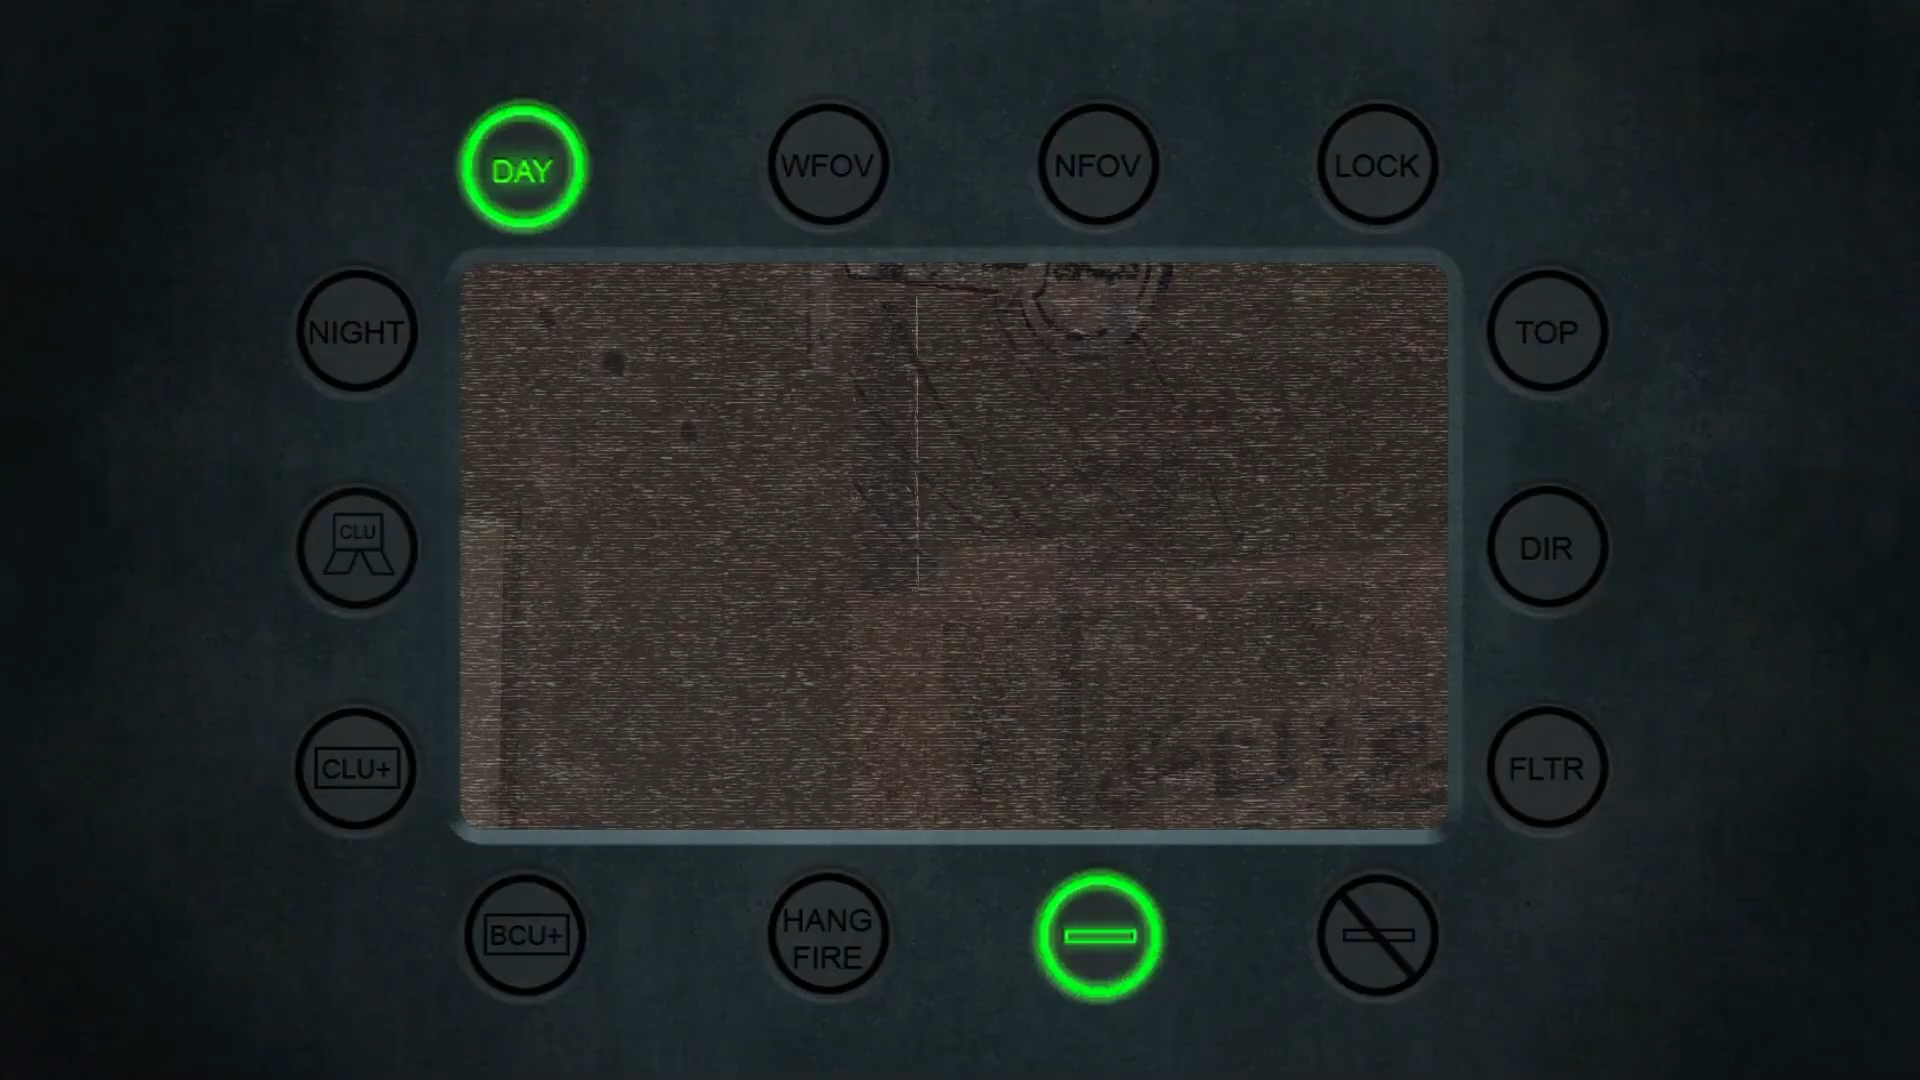 DAY
WFOV
NFOV
LOCK
NIGHT
TOP
CLU
DIR
CLU+
FLTR
BCU+
HANG
FIRE